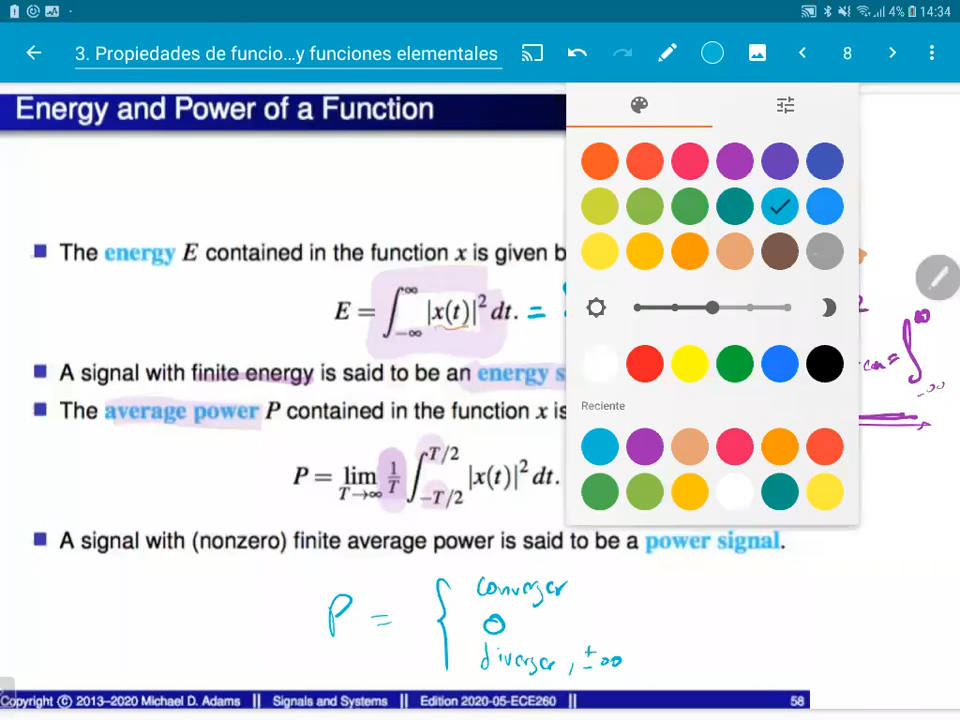 4% 14:34
3. Propiedades de funcio...y funciones elementales 8
Energy and Power of a Function
The energy E contained in the function x is given b
E = ∫_{−∞}^{∞} |x(t)|² dt. =
A signal with finite energy is said to be an energy s
The average power P contained in the function x is
P = lim_{T→∞} 1/T ∫_{−T/2}^{T/2} |x(t)|² dt.
A signal with (nonzero) finite average power is said to be a power signal.
P = {
converger
0
diverger, ±∞
Reciente
2
= ∫_{-∞}^{∞}
Copyright © 2013–2020 Michael D. Adams || Signals and Systems || Edition 2020-05-ECE260 || 58